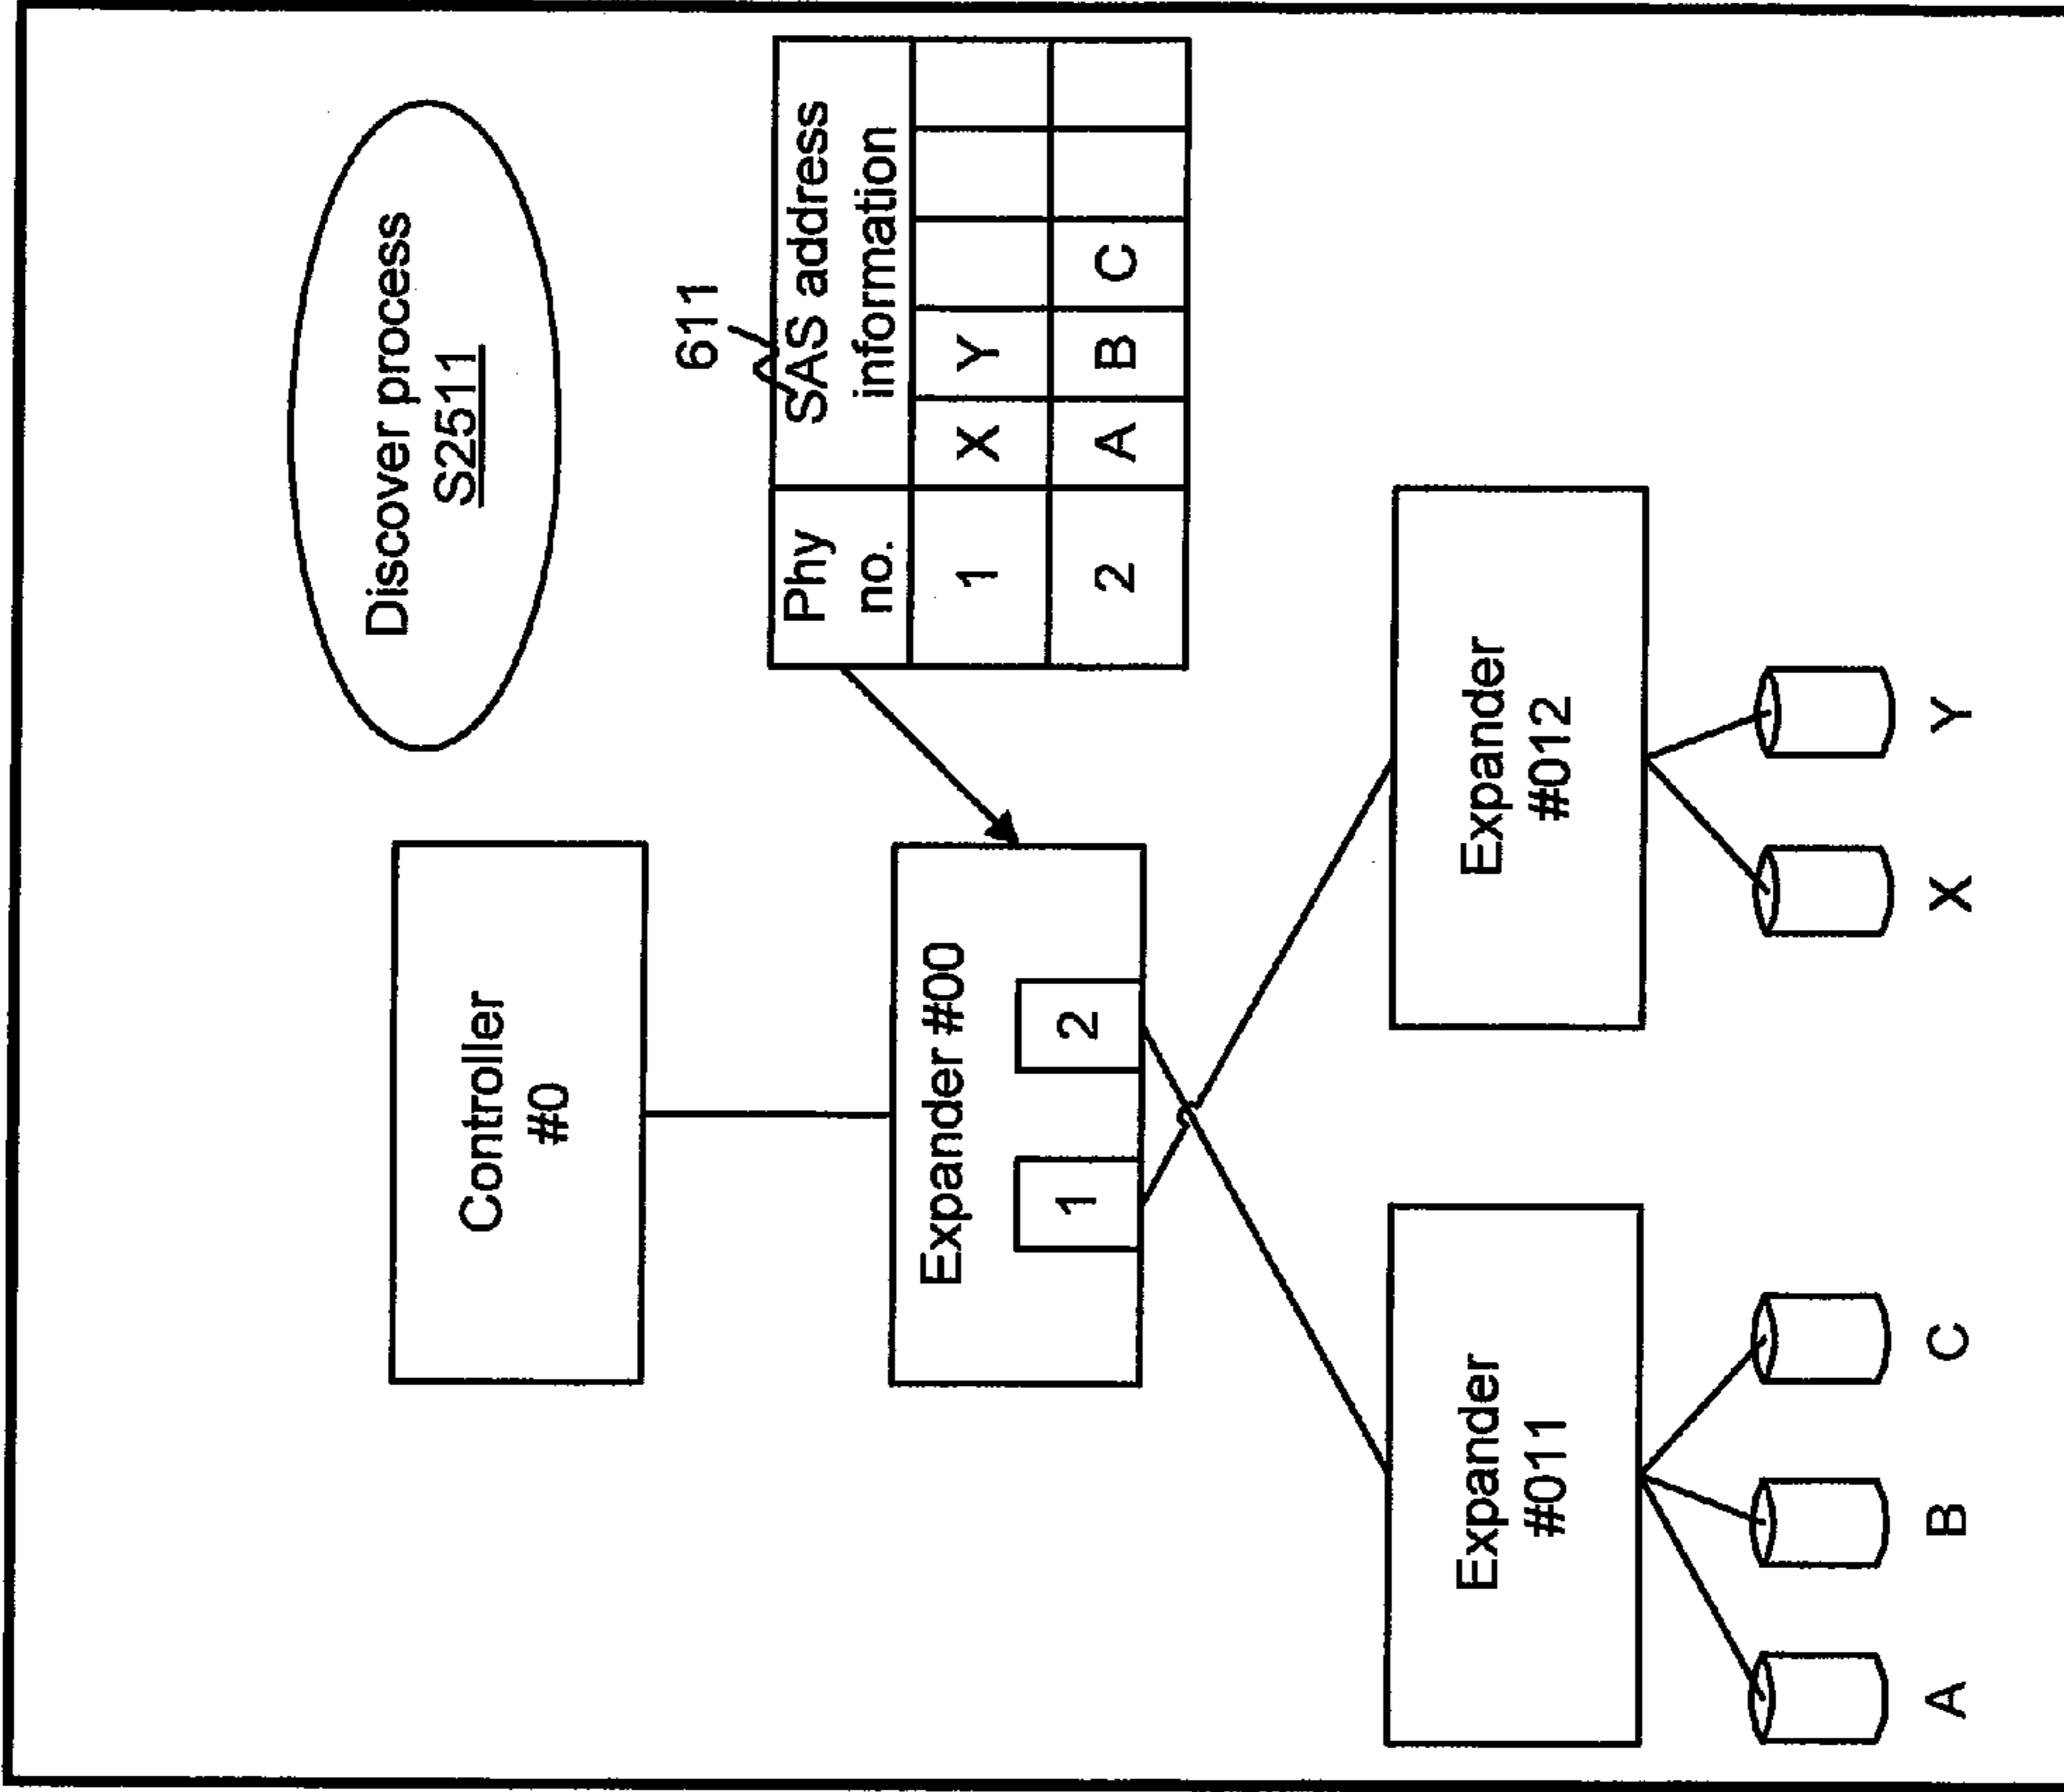 Discover process
S2511
Controller
#0
611
Phy no. SAS address information
1 X Y
2 A B C
Expander #00
1 2
Expander
#011
Expander
#012
A B C X Y